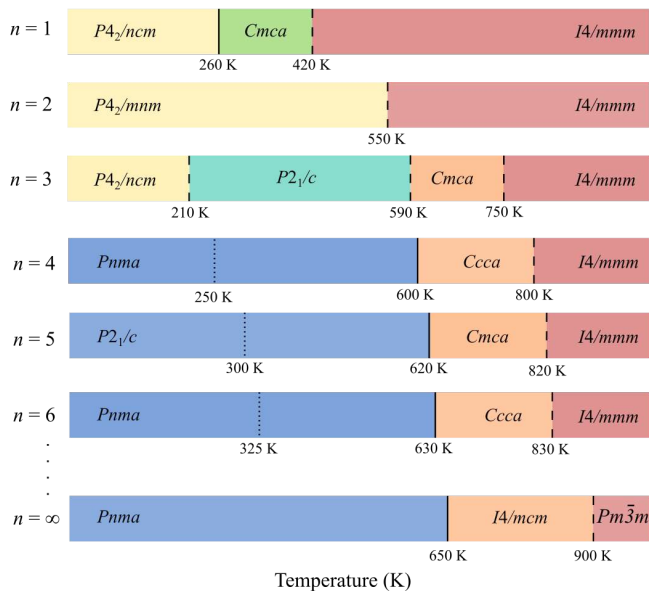 n = 1 P4₂/ncm Cmca I4/mmm
260 K 420 K
n = 2 P4₂/mnm I4/mmm
550 K
n = 3 P4₂/ncm P2₁/c Cmca I4/mmm
210 K 590 K 750 K
n = 4 Pnma Ccca I4/mmm
250 K 600 K 800 K
n = 5 P2₁/c Cmca I4/mmm
300 K 620 K 820 K
n = 6 Pnma Ccca I4/mmm
325 K 630 K 830 K
n = ∞ Pnma I4/mcm Pm3̄m
650 K 900 K
Temperature (K)